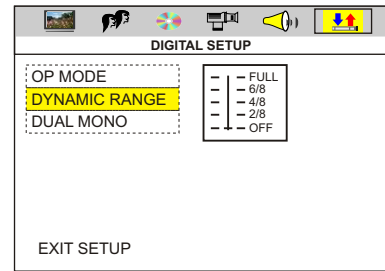 DIGITAL SETUP
OP MODE
DYNAMIC RANGE
DUAL MONO
FULL
6/8
4/8
2/8
OFF
EXIT SETUP